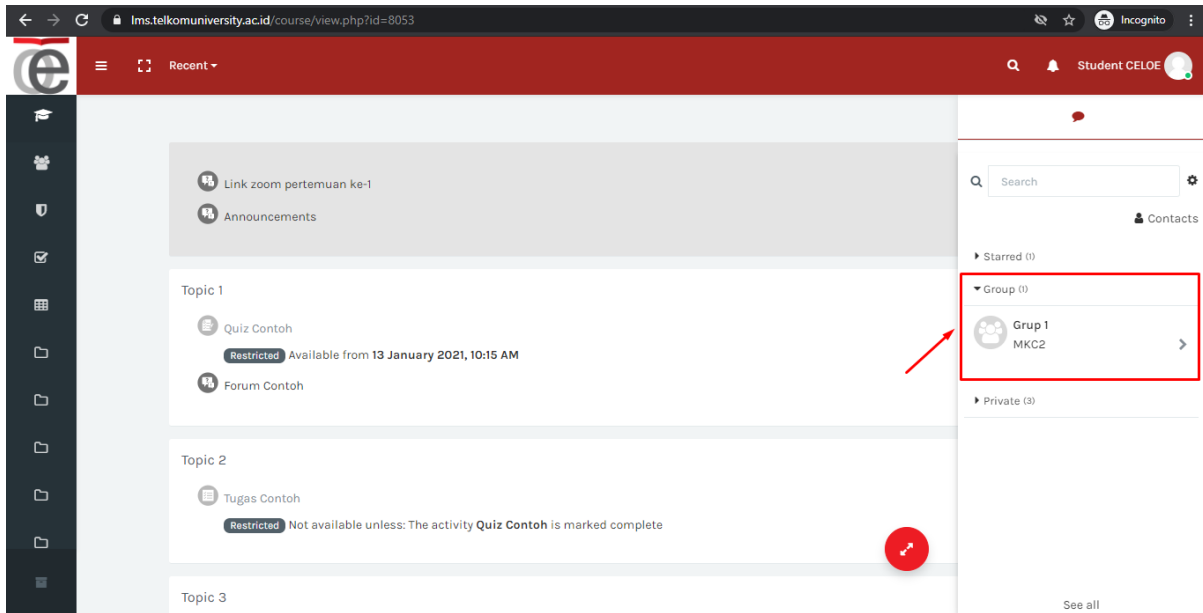 lms.telkomuniversity.ac.id/course/view.php?id=8053
Incognito
e
Recent
Student CELOE
Link zoom pertemuan ke-1
Announcements
Topic 1
Quiz Contoh
Restricted Available from 13 January 2021, 10:15 AM
Forum Contoh
Topic 2
Tugas Contoh
Restricted Not available unless: The activity Quiz Contoh is marked complete
Topic 3
Search
Contacts
Starred (1)
Group (1)
Grup 1
MKC2
Private (3)
See all